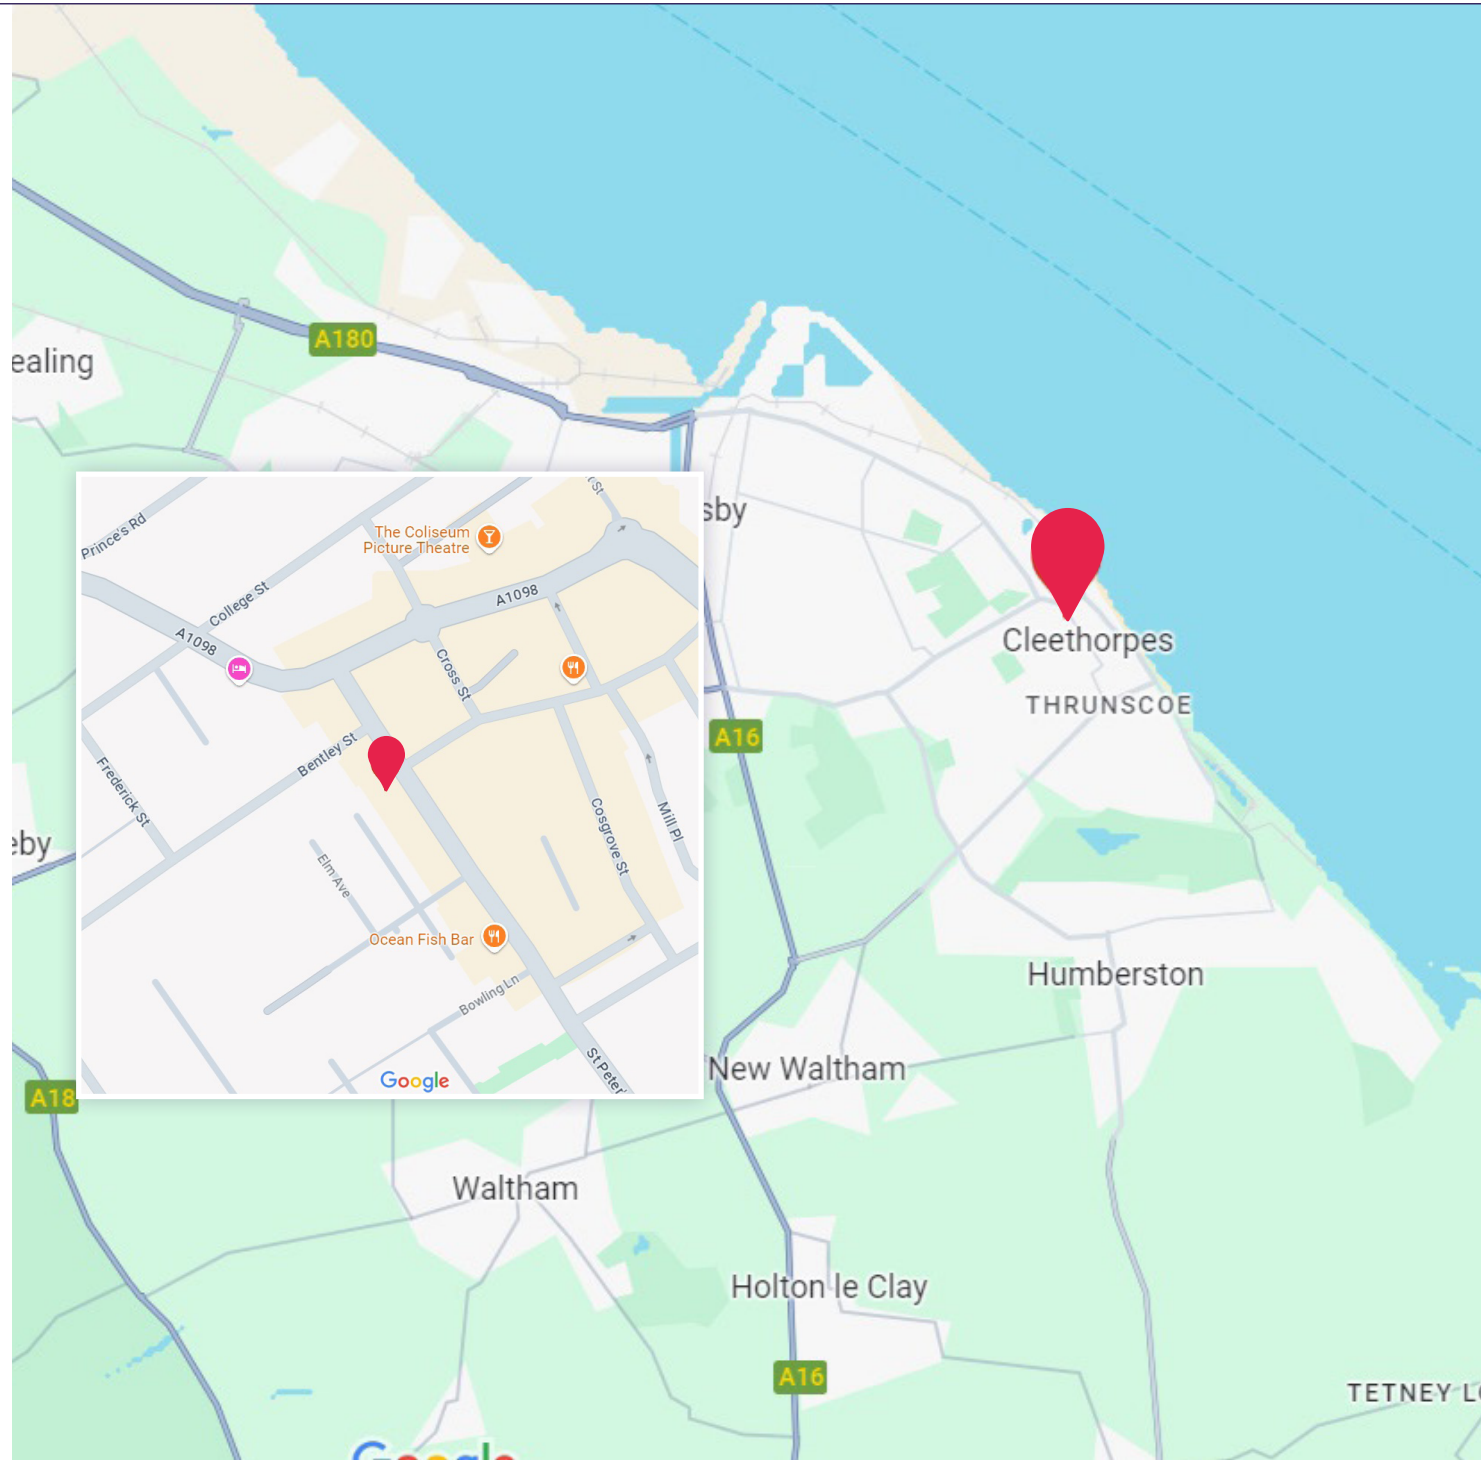 A180
ealing
sby
Cleethorpes
THRUNSCOE
A16
eby
Humberston
New Waltham
A18
Waltham
Holton le Clay
A16
TETNEY L
Google
Prince's Rd
The Coliseum
Picture Theatre
St
College St
A1098
A1098
Cross St
Bentley St
Frederick St
Cosgrove St
Mill Pl
Elm Ave
Ocean Fish Bar
Bowling Ln
St Peter'
Google